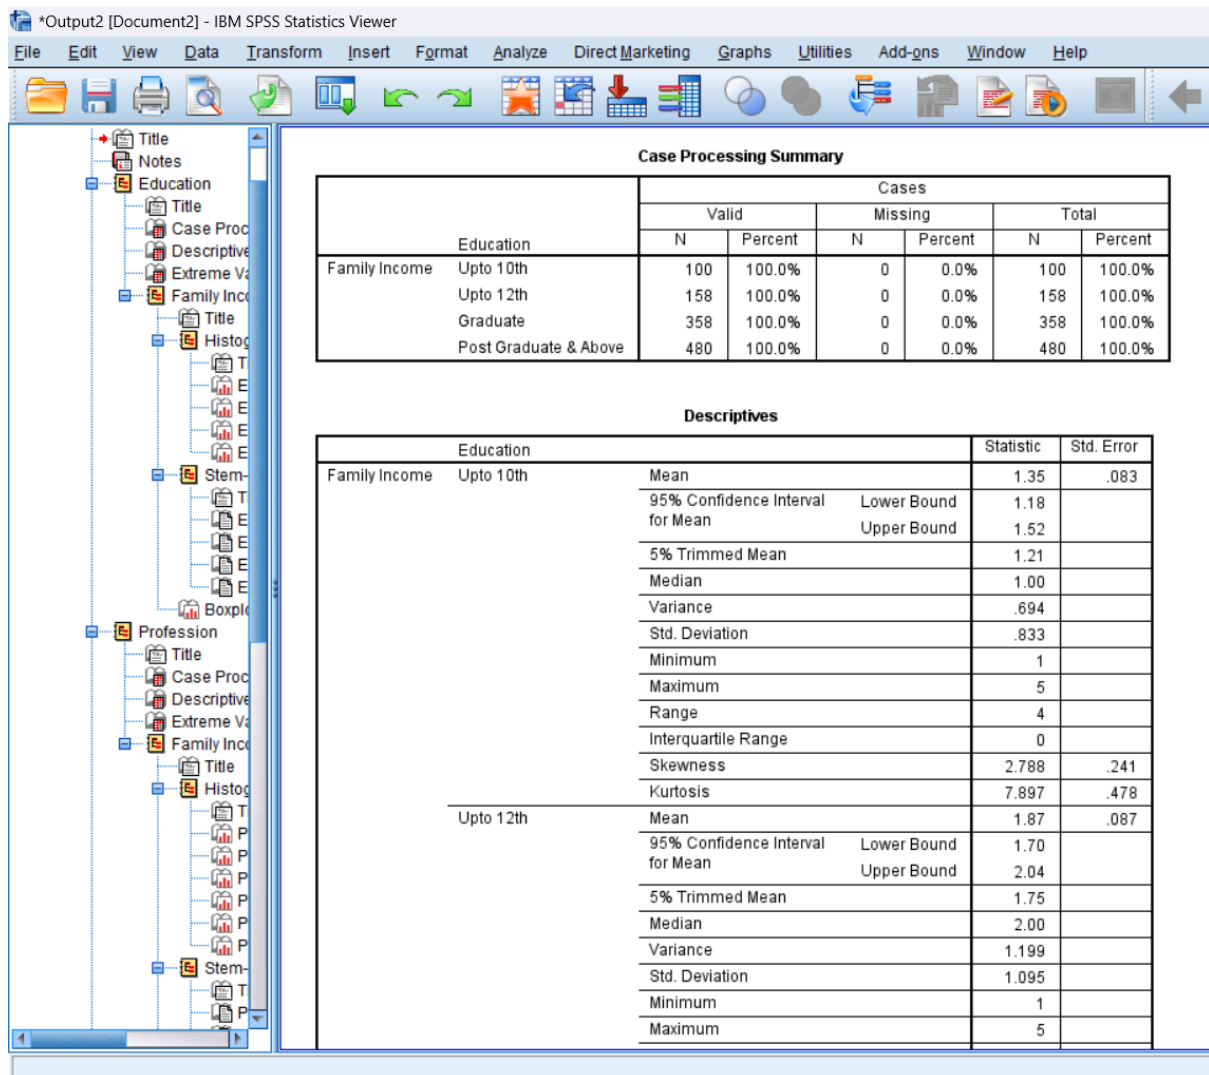 *Output2 [Document2] - IBM SPSS Statistics Viewer
File Edit View Data Transform Insert Format Analyze Direct Marketing Graphs Utilities Add-ons Window Help
Title
Notes
Education
Title
Case Proc
Descriptive
Extreme Va
Family Inco
Title
Histog
T
E
E
E
E
Stem-
T
E
E
E
E
Boxplo
Profession
Title
Case Proc
Descriptive
Extreme Va
Family Inco
Title
Histog
T
P
P
P
P
P
P
Stem-
T
P
Case Processing Summary
Cases
Valid Missing Total
Education N Percent N Percent N Percent
Family Income Upto 10th 100 100.0% 0 0.0% 100 100.0%
Upto 12th 158 100.0% 0 0.0% 158 100.0%
Graduate 358 100.0% 0 0.0% 358 100.0%
Post Graduate & Above 480 100.0% 0 0.0% 480 100.0%
Descriptives
Education Statistic Std. Error
Family Income Upto 10th Mean 1.35 .083
95% Confidence Interval Lower Bound 1.18
for Mean Upper Bound 1.52
5% Trimmed Mean 1.21
Median 1.00
Variance .694
Std. Deviation .833
Minimum 1
Maximum 5
Range 4
Interquartile Range 0
Skewness 2.788 .241
Kurtosis 7.897 .478
Upto 12th Mean 1.87 .087
95% Confidence Interval Lower Bound 1.70
for Mean Upper Bound 2.04
5% Trimmed Mean 1.75
Median 2.00
Variance 1.199
Std. Deviation 1.095
Minimum 1
Maximum 5